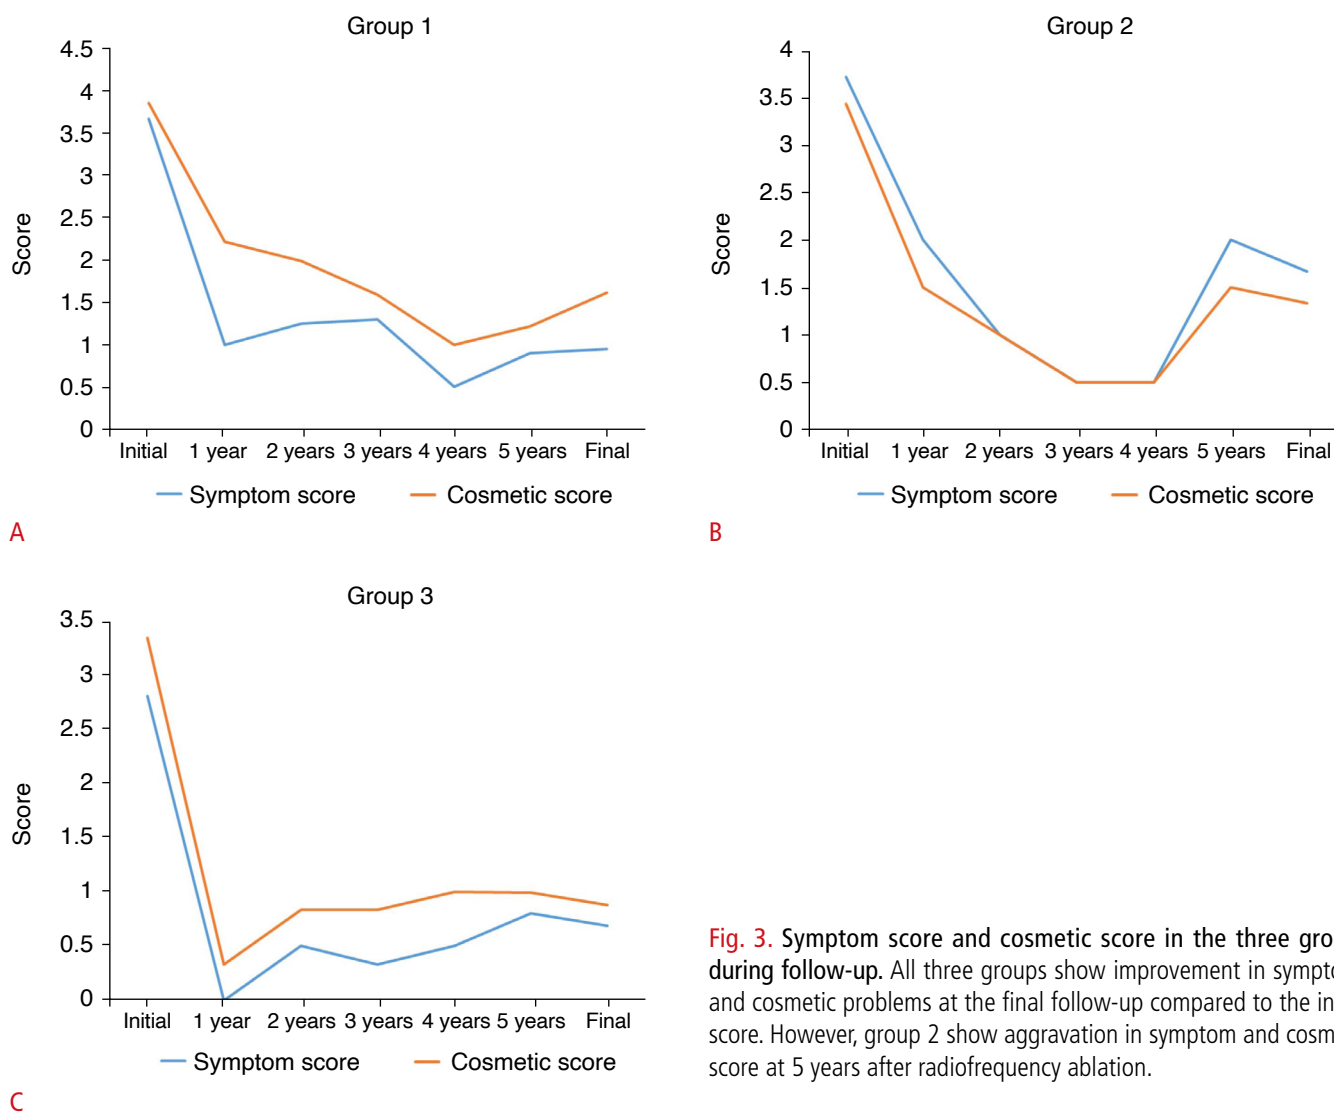 Group 1
4.5
4
3.5
3
2.5
2
1.5
1
0.5
0
Score
Initial 1 year 2 years 3 years 4 years 5 years Final
Symptom score Cosmetic score
A
Group 2
4
3.5
3
2.5
2
1.5
1
0.5
0
Score
Initial 1 year 2 years 3 years 4 years 5 years Final
Symptom score Cosmetic score
B
Group 3
3.5
3
2.5
2
1.5
1
0.5
0
Score
Initial 1 year 2 years 3 years 4 years 5 years Final
Symptom score Cosmetic score
C
Fig. 3. Symptom score and cosmetic score in the three gro
during follow-up. All three groups show improvement in sympto
and cosmetic problems at the final follow-up compared to the in
score. However, group 2 show aggravation in symptom and cosm
score at 5 years after radiofrequency ablation.